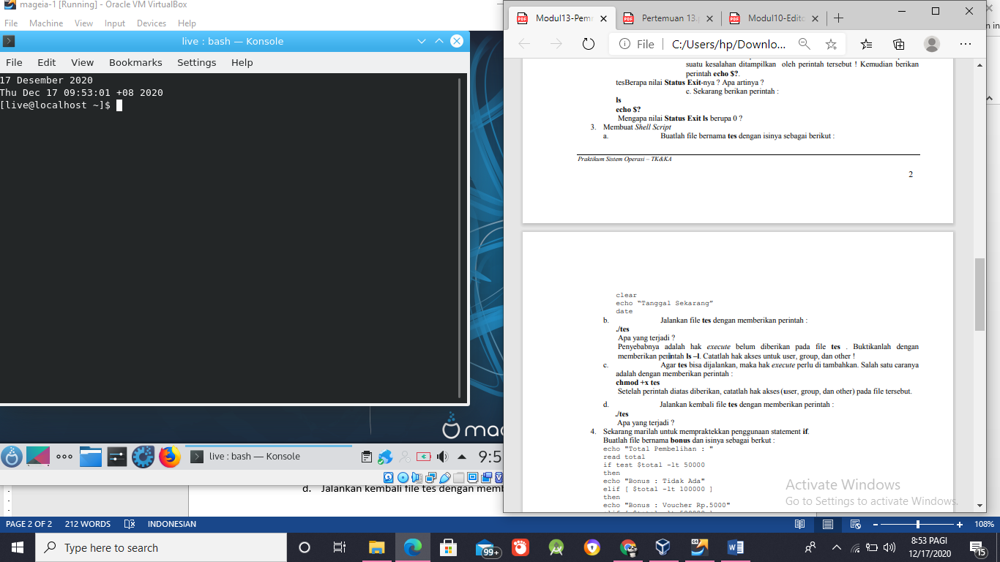 mageia-1 [Running] - Oracle VM VirtualBox
File Machine View Input Devices Help
live : bash — Konsole
File Edit View Bookmarks Settings Help
17 Desember 2020
Thu Dec 17 09:53:01 +08 2020
[live@localhost ~]$
live : bash — Konsole
9:5
d. Jalankan kembali file tes dengan memb
PAGE 2 OF 2 212 WORDS INDONESIAN
108%
Modul13-Pem
Pertemuan 13.
Modul10-Edito
File C:/Users/hp/Downlo...
n in
suatu kesalahan ditampilkan oleh perintah tersebut ! Kemudian berikan
perintah echo $?.
tesBerapa nilai Status Exit-nya ? Apa artinya ?
c. Sekarang berikan perintah :
ls
echo $?
Mengapa nilai Status Exit ls berupa 0 ?
3. Membuat Shell Script
a. Buatlah file bernama tes dengan isinya sebagai berikut :
Praktikum Sistem Operasi – TK&KA
2
clear
echo “Tanggal Sekarang”
date
b. Jalankan file tes dengan memberikan perintah :
./tes
Apa yang terjadi ?
Penyebabnya adalah hak execute belum diberikan pada file tes . Buktikanlah dengan
memberikan perintah ls –l. Catatlah hak akses untuk user, group, dan other !
c. Agar tes bisa dijalankan, maka hak execute perlu di tambahkan. Salah satu caranya
adalah dengan memberikan perintah :
chmod +x tes
Setelah perintah diatas diberikan, catatlah hak akses (user, group, dan other) pada file tersebut.
d. Jalankan kembali file tes dengan memberikan perintah :
./tes
Apa yang terjadi ?
4. Sekarang marilah untuk mempraktekkan penggunaan statement if.
Buatlah file bernama bonus dan isinya sebagai berkut :
echo "Total Pembelihan : "
read total
if test $total -lt 50000
then
echo "Bonus : Tidak Ada"
elif [ $total -lt 100000 ]
then
echo "Bonus : Voucher Rp.5000"
Activate Windows
Go to Settings to activate Windows.
Type here to search
99+
8:53 PAGI
12/17/2020
15